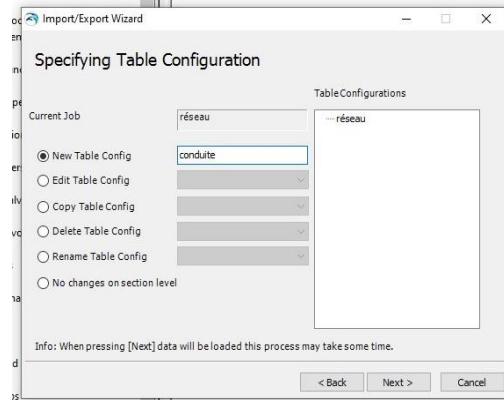 Import/Export Wizard
Specifying Table Configuration
Table Configurations
Current Job
réseau
réseau
New Table Config
conduite
Edit Table Config
Copy Table Config
Delete Table Config
Rename Table Config
No changes on section level
Info: When pressing [Next] data will be loaded this process may take some time.
< Back
Next >
Cancel